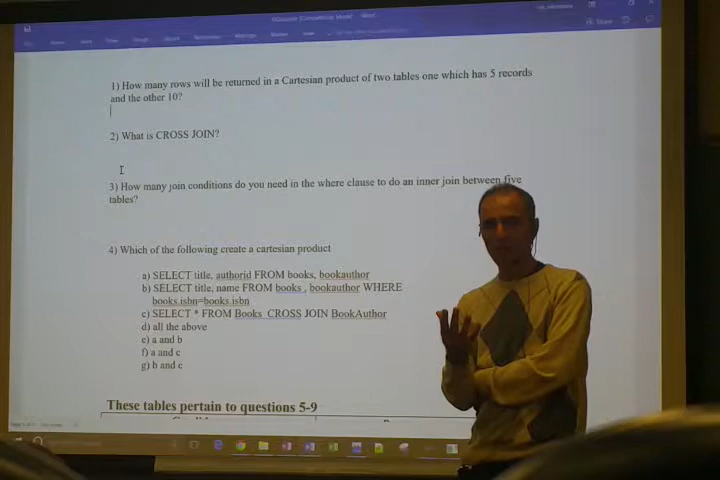 1) How many rows will be returned in a Cartesian product of two tables one which has 5 records
and the other 10?
2) What is CROSS JOIN?
3) How many join conditions do you need in the where clause to do an inner join between five
tables?
4) Which of the following create a cartesian product
a) SELECT title, authorid FROM books, bookauthor
b) SELECT title, name FROM books , bookauthor WHERE
books.isbn=books.isbn
c) SELECT * FROM Books CROSS JOIN BookAuthor
d) all the above
e) a and b
f) a and c
g) b and c
These tables pertain to questions 5-9